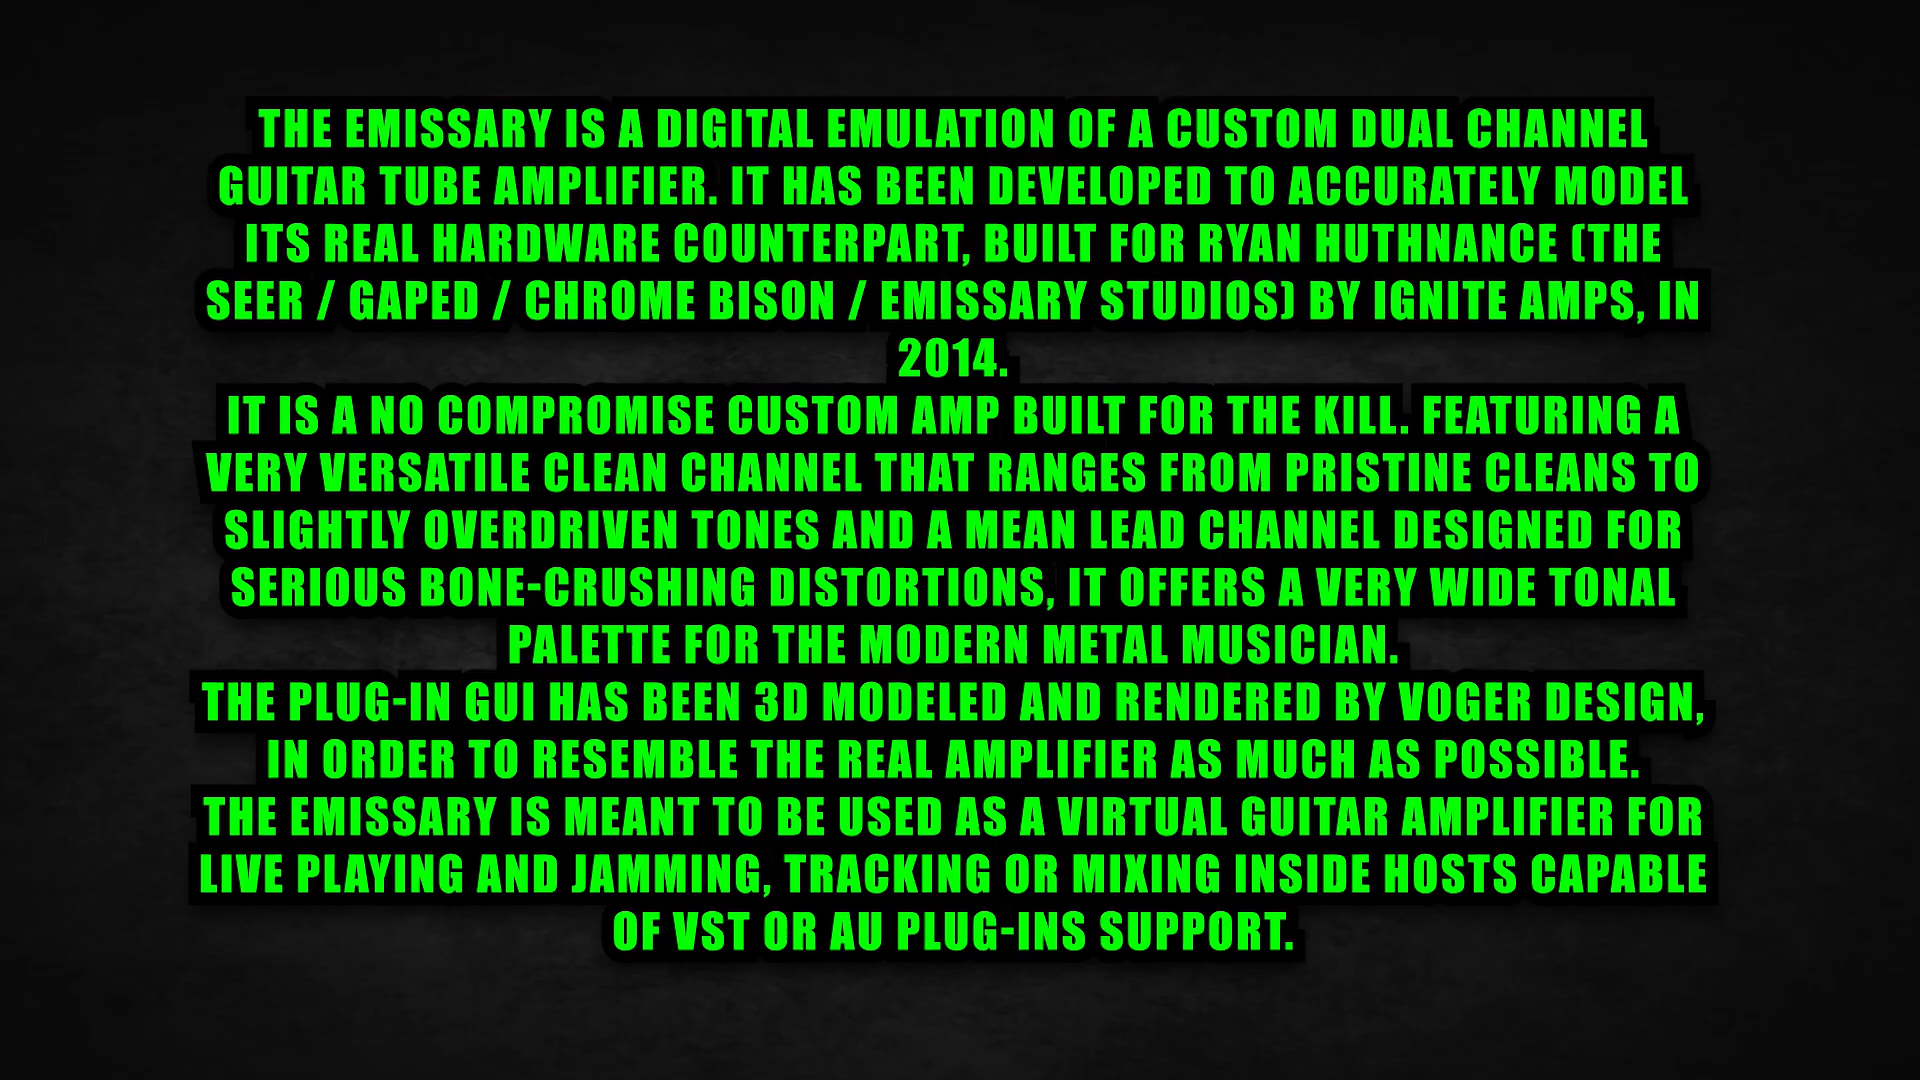 THE EMISSARY IS A DIGITAL EMULATION OF A CUSTOM DUAL CHANNEL
GUITAR TUBE AMPLIFIER. IT HAS BEEN DEVELOPED TO ACCURATELY MODEL
ITS REAL HARDWARE COUNTERPART, BUILT FOR RYAN HUTHNANCE (THE
SEER / GAPED / CHROME BISON / EMISSARY STUDIOS) BY IGNITE AMPS, IN
2014.
IT IS A NO COMPROMISE CUSTOM AMP BUILT FOR THE KILL. FEATURING A
VERY VERSATILE CLEAN CHANNEL THAT RANGES FROM PRISTINE CLEANS TO
SLIGHTLY OVERDRIVEN TONES AND A MEAN LEAD CHANNEL DESIGNED FOR
SERIOUS BONE-CRUSHING DISTORTIONS, IT OFFERS A VERY WIDE TONAL
PALETTE FOR THE MODERN METAL MUSICIAN.
THE PLUG-IN GUI HAS BEEN 3D MODELED AND RENDERED BY VOGER DESIGN,
IN ORDER TO RESEMBLE THE REAL AMPLIFIER AS MUCH AS POSSIBLE.
THE EMISSARY IS MEANT TO BE USED AS A VIRTUAL GUITAR AMPLIFIER FOR
LIVE PLAYING AND JAMMING, TRACKING OR MIXING INSIDE HOSTS CAPABLE
OF VST OR AU PLUG-INS SUPPORT.